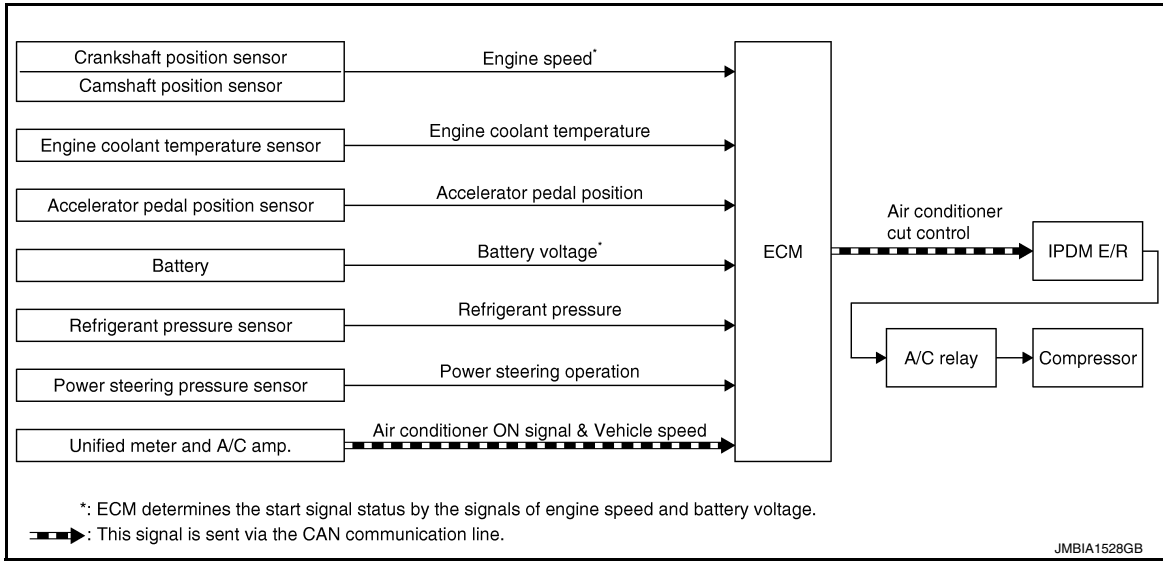 Crankshaft position sensor
Camshaft position sensor
Engine speed*
Engine coolant temperature sensor
Engine coolant temperature
Accelerator pedal position sensor
Accelerator pedal position
Battery
Battery voltage*
Refrigerant pressure sensor
Refrigerant pressure
Power steering pressure sensor
Power steering operation
Unified meter and A/C amp.
Air conditioner ON signal & Vehicle speed
ECM
Air conditioner
cut control
IPDM E/R
A/C relay
Compressor
*: ECM determines the start signal status by the signals of engine speed and battery voltage.
: This signal is sent via the CAN communication line.
JMBIA1528GB